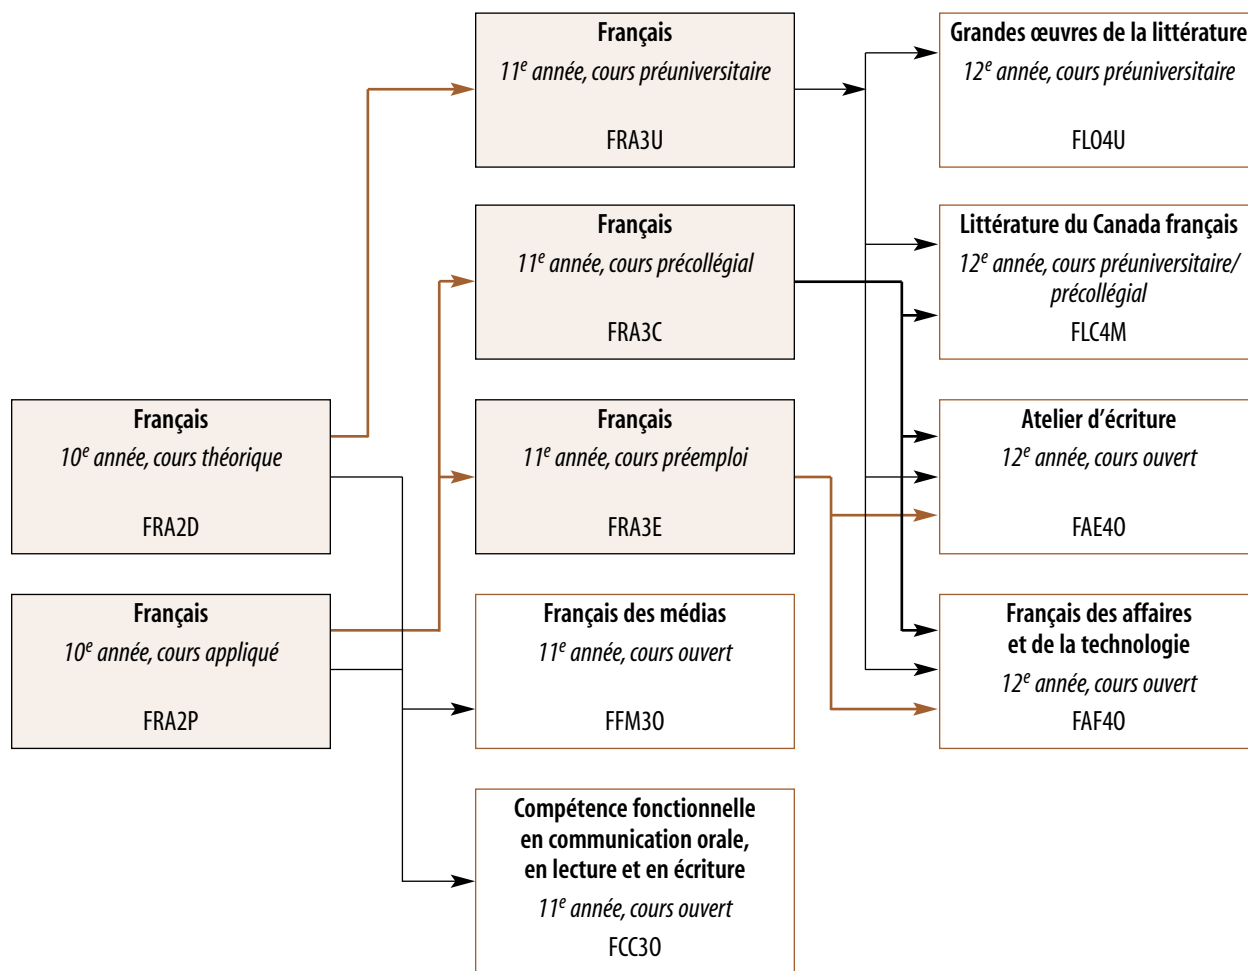 Français
11e année, cours préuniversitaire
FRA3U
Grandes œuvres de la littérature
12e année, cours préuniversitaire
FLO4U
Français
11e année, cours précollégial
FRA3C
Littérature du Canada français
12e année, cours préuniversitaire/
précollégial
FLC4M
Français
10e année, cours théorique
FRA2D
Français
11e année, cours préemploi
FRA3E
Atelier d'écriture
12e année, cours ouvert
FAE4O
Français
10e année, cours appliqué
FRA2P
Français des médias
11e année, cours ouvert
FFM3O
Français des affaires
et de la technologie
12e année, cours ouvert
FAF4O
Compétence fonctionnelle
en communication orale,
en lecture et en écriture
11e année, cours ouvert
FCC3O